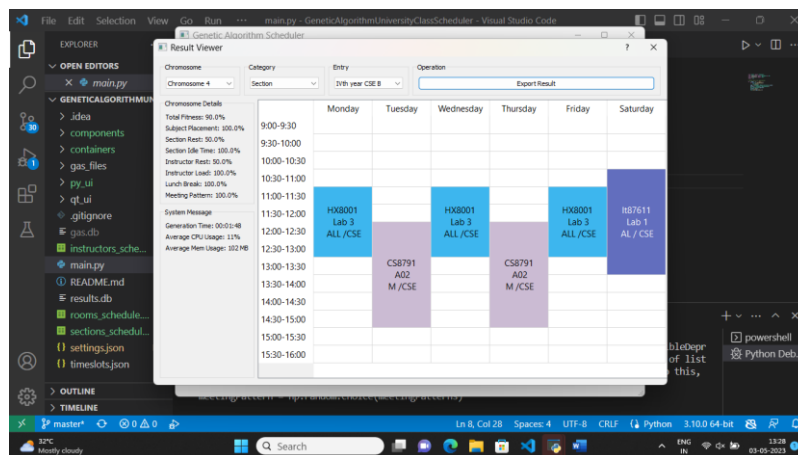 File Edit Selection View Go Run ··· main.py - GeneticAlgorithmUniversityClassScheduler - Visual Studio Code
Genetic Algorithm Scheduler
EXPLORER
OPEN EDITORS
main.py
GENETICALGORITHMUN
.idea
components
containers
gas_files
py_ui
qt_ui
.gitignore
gas.db
instructors_sche...
main.py
README.md
results.db
rooms_schedule....
sections_schedul...
settings.json
timeslots.json
OUTLINE
TIMELINE
30
1
Result Viewer
Chromosome Category Entry Operation
Chromosome 4 Section IVth year CSE B Export Result
Chromosome Details
Total Fitness: 90.0%
Subject Placement: 100.0%
Section Rest: 50.0%
Section Idle Time: 100.0%
Instructor Rest: 50.0%
Instructor Load: 100.0%
Lunch Break: 100.0%
Meeting Pattern: 100.0%
System Message
Generation Time: 00:01:48
Average CPU Usage: 11%
Average Mem Usage: 102 MB
Monday Tuesday Wednesday Thursday Friday Saturday
9:00-9:30
9:30-10:00
10:00-10:30
10:30-11:00
11:00-11:30
11:30-12:00
12:00-12:30
12:30-13:00
13:00-13:30
13:30-14:00
14:00-14:30
14:30-15:00
15:00-15:30
15:30-16:00
HX8001
Lab 3
ALL /CSE
CS8791
A02
M /CSE
HX8001
Lab 3
ALL /CSE
CS8791
A02
M /CSE
HX8001
Lab 3
ALL /CSE
It87611
Lab 1
AL / CSE
powershell
Python Deb...
bleDepr
of list
this,
master* 0 0 Ln 8, Col 28 Spaces: 4 UTF-8 CRLF Python 3.10.0 64-bit
32°C
Mostly cloudy
Search
ENG
IN
13:28
03-05-2023